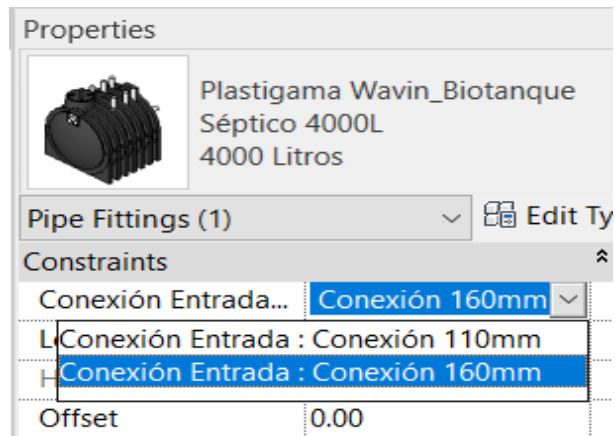 Properties
Plastigama Wavin_Biotanque
Séptico 4000L
4000 Litros
Pipe Fittings (1)
Edit Ty
Constraints
Conexión Entrada... Conexión 160mm
Conexión Entrada : Conexión 110mm
Conexión Entrada : Conexión 160mm
Offset 0.00